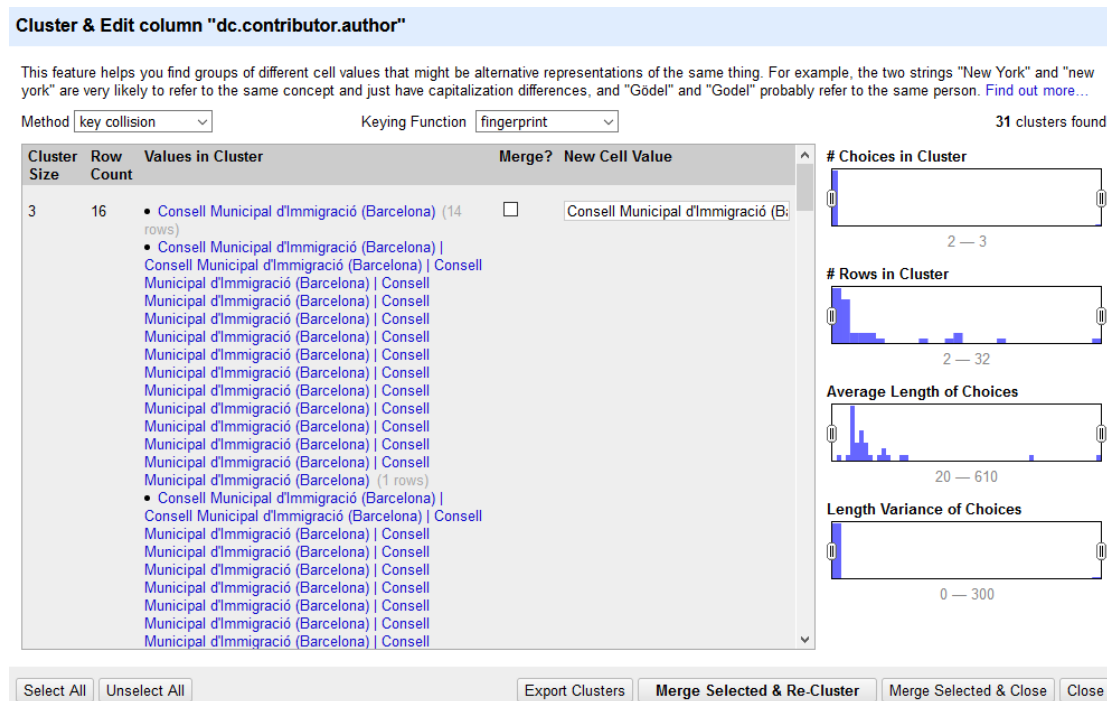 Cluster & Edit column "dc.contributor.author"
This feature helps you find groups of different cell values that might be alternative representations of the same thing. For example, the two strings "New York" and "new
york" are very likely to refer to the same concept and just have capitalization differences, and "Gödel" and "Godel" probably refer to the same person. Find out more...
Method key collision Keying Function fingerprint 31 clusters found
Cluster Size Row Count Values in Cluster Merge? New Cell Value
3 16 • Consell Municipal d'Immigració (Barcelona) (14 Consell Municipal d'Immigració (B
rows)
• Consell Municipal d'Immigració (Barcelona) |
Consell Municipal d'Immigració (Barcelona) | Consell
Municipal d'Immigració (Barcelona) | Consell
Municipal d'Immigració (Barcelona) | Consell
Municipal d'Immigració (Barcelona) | Consell
Municipal d'Immigració (Barcelona) | Consell
Municipal d'Immigració (Barcelona) | Consell
Municipal d'Immigració (Barcelona) | Consell
Municipal d'Immigració (Barcelona) | Consell
Municipal d'Immigració (Barcelona) | Consell
Municipal d'Immigració (Barcelona) | Consell
Municipal d'Immigració (Barcelona) | Consell
Municipal d'Immigració (Barcelona) | Consell
Municipal d'Immigració (Barcelona) (1 rows)
• Consell Municipal d'Immigració (Barcelona) |
Consell Municipal d'Immigració (Barcelona) | Consell
Municipal d'Immigració (Barcelona) | Consell
Municipal d'Immigració (Barcelona) | Consell
Municipal d'Immigració (Barcelona) | Consell
Municipal d'Immigració (Barcelona) | Consell
Municipal d'Immigració (Barcelona) | Consell
Municipal d'Immigració (Barcelona) | Consell
Municipal d'Immigració (Barcelona) | Consell
# Choices in Cluster
2 — 3
# Rows in Cluster
2 — 32
Average Length of Choices
20 — 610
Length Variance of Choices
0 — 300
Select All Unselect All Export Clusters Merge Selected & Re-Cluster Merge Selected & Close Close